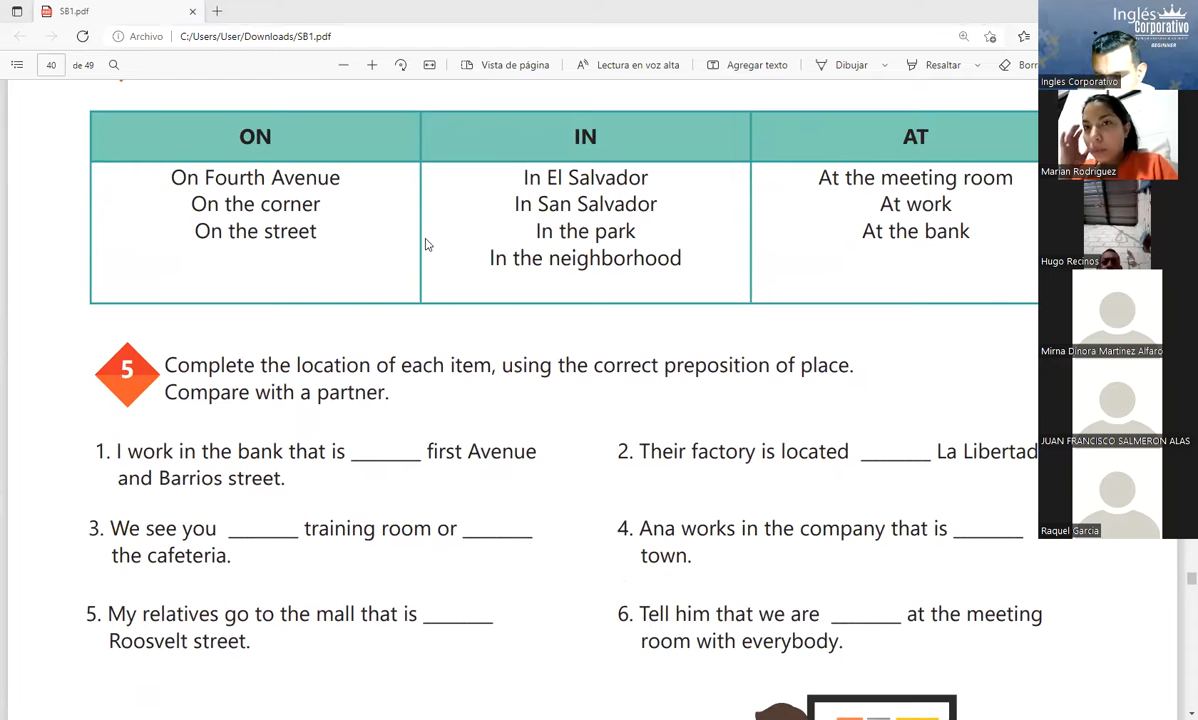 SB1.pdf
Archivo C:/Users/User/Downloads/SB1.pdf
40 de 49 Vista de página Lectura en voz alta Agregar texto Dibujar Resaltar Borr
Inglés
Corporativo
BEGINNER
Ingles Corporativo
Marian Rodriguez
Hugo Recinos
Mirna Dinora Martinez Alfaro
JUAN FRANCISCO SALMERON ALAS
Raquel Garcia
ON IN AT
On Fourth Avenue In El Salvador At the meeting room
On the corner In San Salvador At work
On the street In the park At the bank
In the neighborhood
5 Complete the location of each item, using the correct preposition of place.
Compare with a partner.
1. I work in the bank that is _______ first Avenue
and Barrios street.
2. Their factory is located _______ La Libertad
3. We see you _______ training room or _______
the cafeteria.
4. Ana works in the company that is _______
town.
5. My relatives go to the mall that is _______
Roosvelt street.
6. Tell him that we are _______ at the meeting
room with everybody.